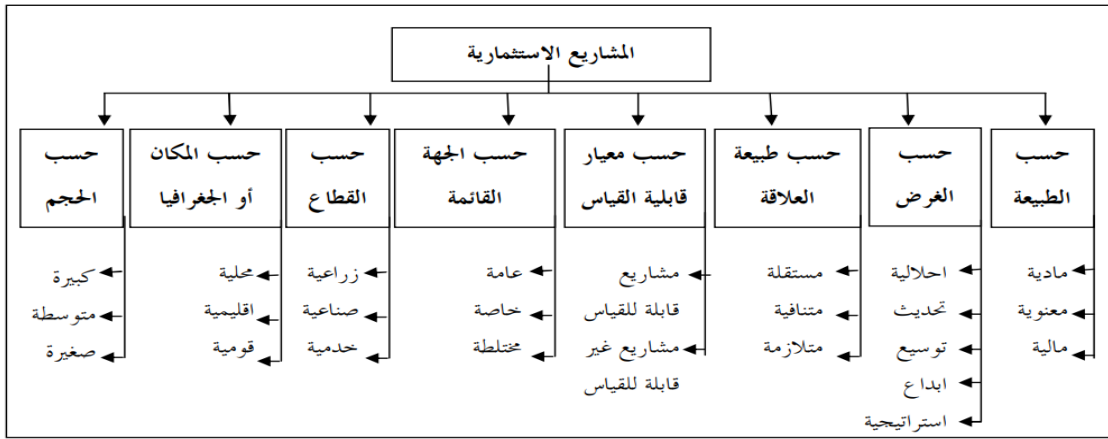 المشاريع الاستثمارية
حسب
الطبيعة
مادية
معنوية
مالية
حسب
الغرض
احلالية
تحديث
توسيع
ابداع
استراتيجية
حسب طبيعة
العلاقة
مستقلة
متنافية
متلازمة
حسب معيار
قابلية القياس
مشاريع
قابلة للقياس
مشاريع غير
قابلة للقياس
حسب الجهة
القائمة
عامة
خاصة
مختلطة
حسب
القطاع
زراعية
صناعية
خدمية
حسب المكان
أو الجغرافيا
محلية
اقليمية
قومية
حسب
الحجم
كبيرة
متوسطة
صغيرة